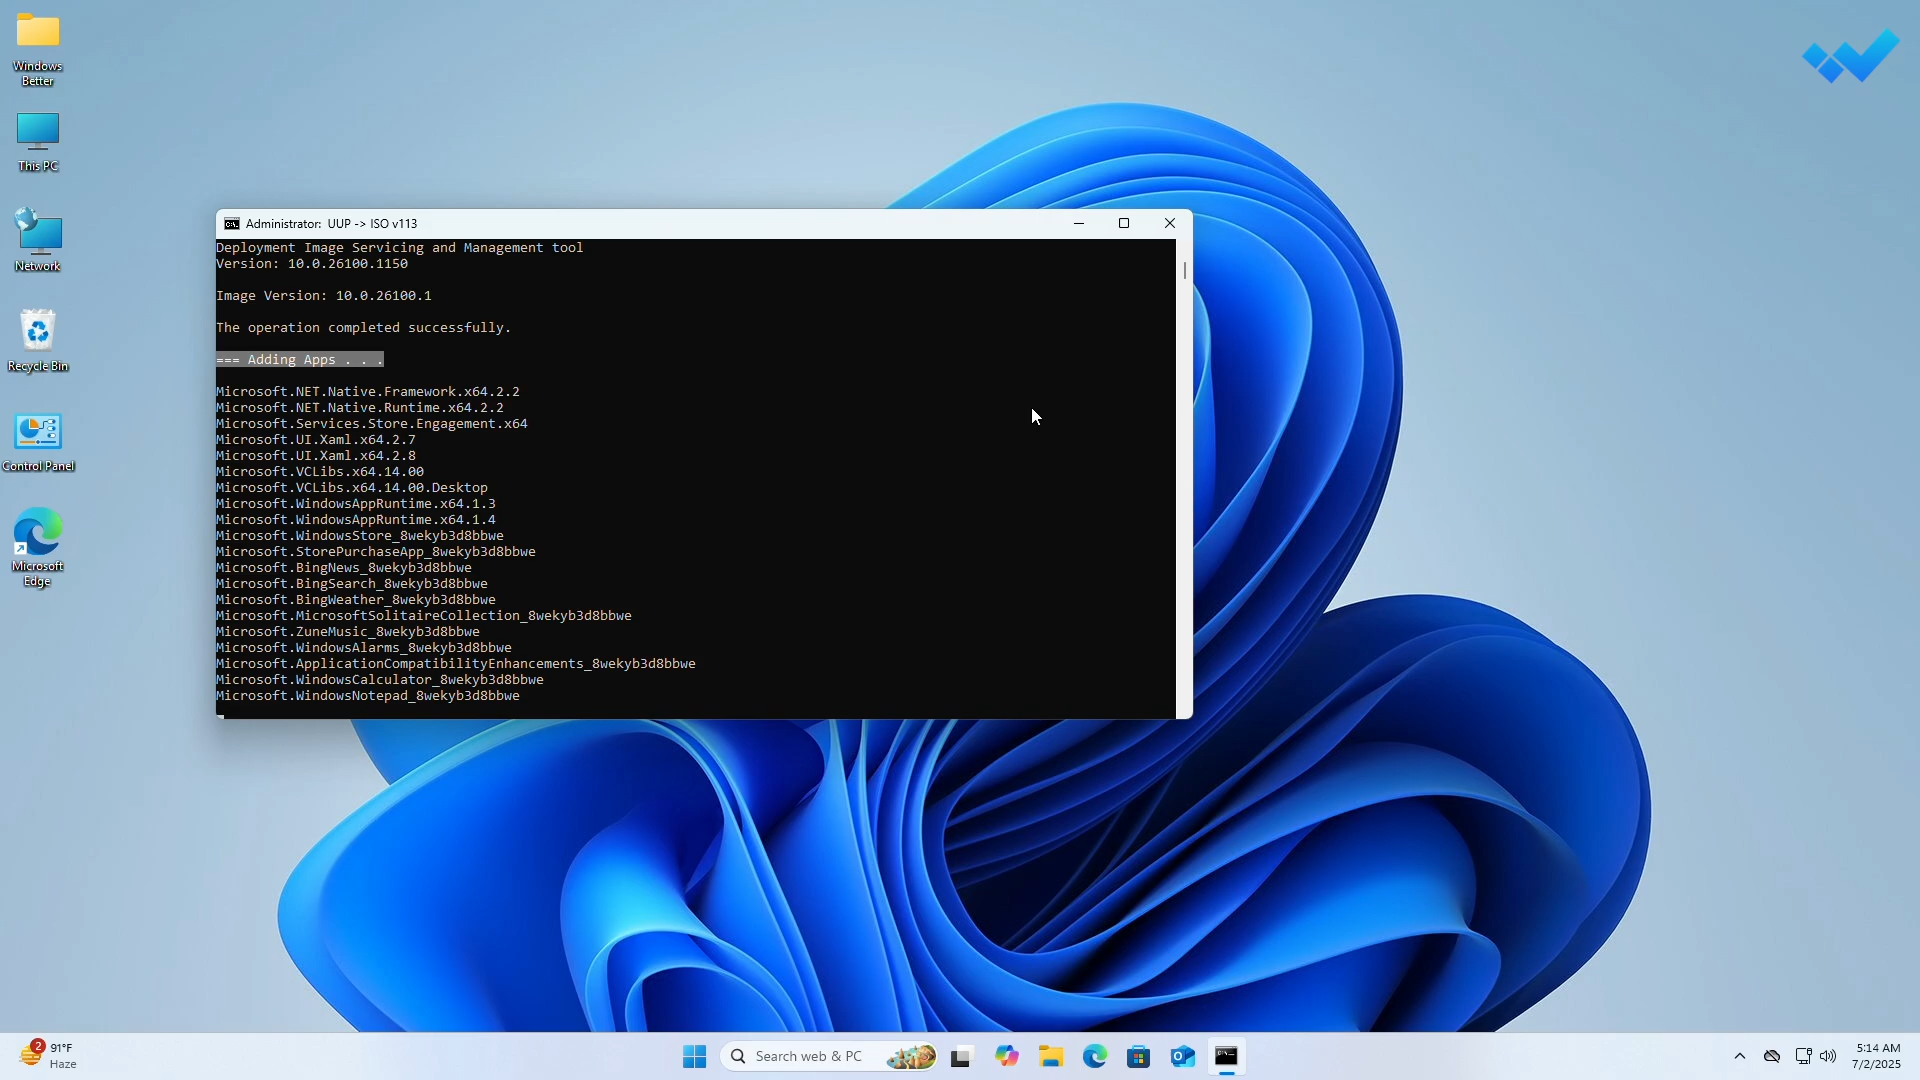 Windows
Better
This PC
Network
Recycle Bin
Control Panel
Microsoft
Edge
Administrator:  UUP -> ISO v113
Deployment Image Servicing and Management tool
Version: 10.0.26100.1150
Image Version: 10.0.26100.1
The operation completed successfully.
=== Adding Apps . . .
Microsoft.NET.Native.Framework.x64.2.2
Microsoft.NET.Native.Runtime.x64.2.2
Microsoft.Services.Store.Engagement.x64
Microsoft.UI.Xaml.x64.2.7
Microsoft.UI.Xaml.x64.2.8
Microsoft.VCLibs.x64.14.00
Microsoft.VCLibs.x64.14.00.Desktop
Microsoft.WindowsAppRuntime.x64.1.3
Microsoft.WindowsAppRuntime.x64.1.4
Microsoft.WindowsStore_8wekyb3d8bbwe
Microsoft.StorePurchaseApp_8wekyb3d8bbwe
Microsoft.BingNews_8wekyb3d8bbwe
Microsoft.BingSearch_8wekyb3d8bbwe
Microsoft.BingWeather_8wekyb3d8bbwe
Microsoft.MicrosoftSolitaireCollection_8wekyb3d8bbwe
Microsoft.ZuneMusic_8wekyb3d8bbwe
Microsoft.WindowsAlarms_8wekyb3d8bbwe
Microsoft.ApplicationCompatibilityEnhancements_8wekyb3d8bbwe
Microsoft.WindowsCalculator_8wekyb3d8bbwe
Microsoft.WindowsNotepad_8wekyb3d8bbwe
2
91°F
Haze
Search web & PC
5:14 AM
7/2/2025